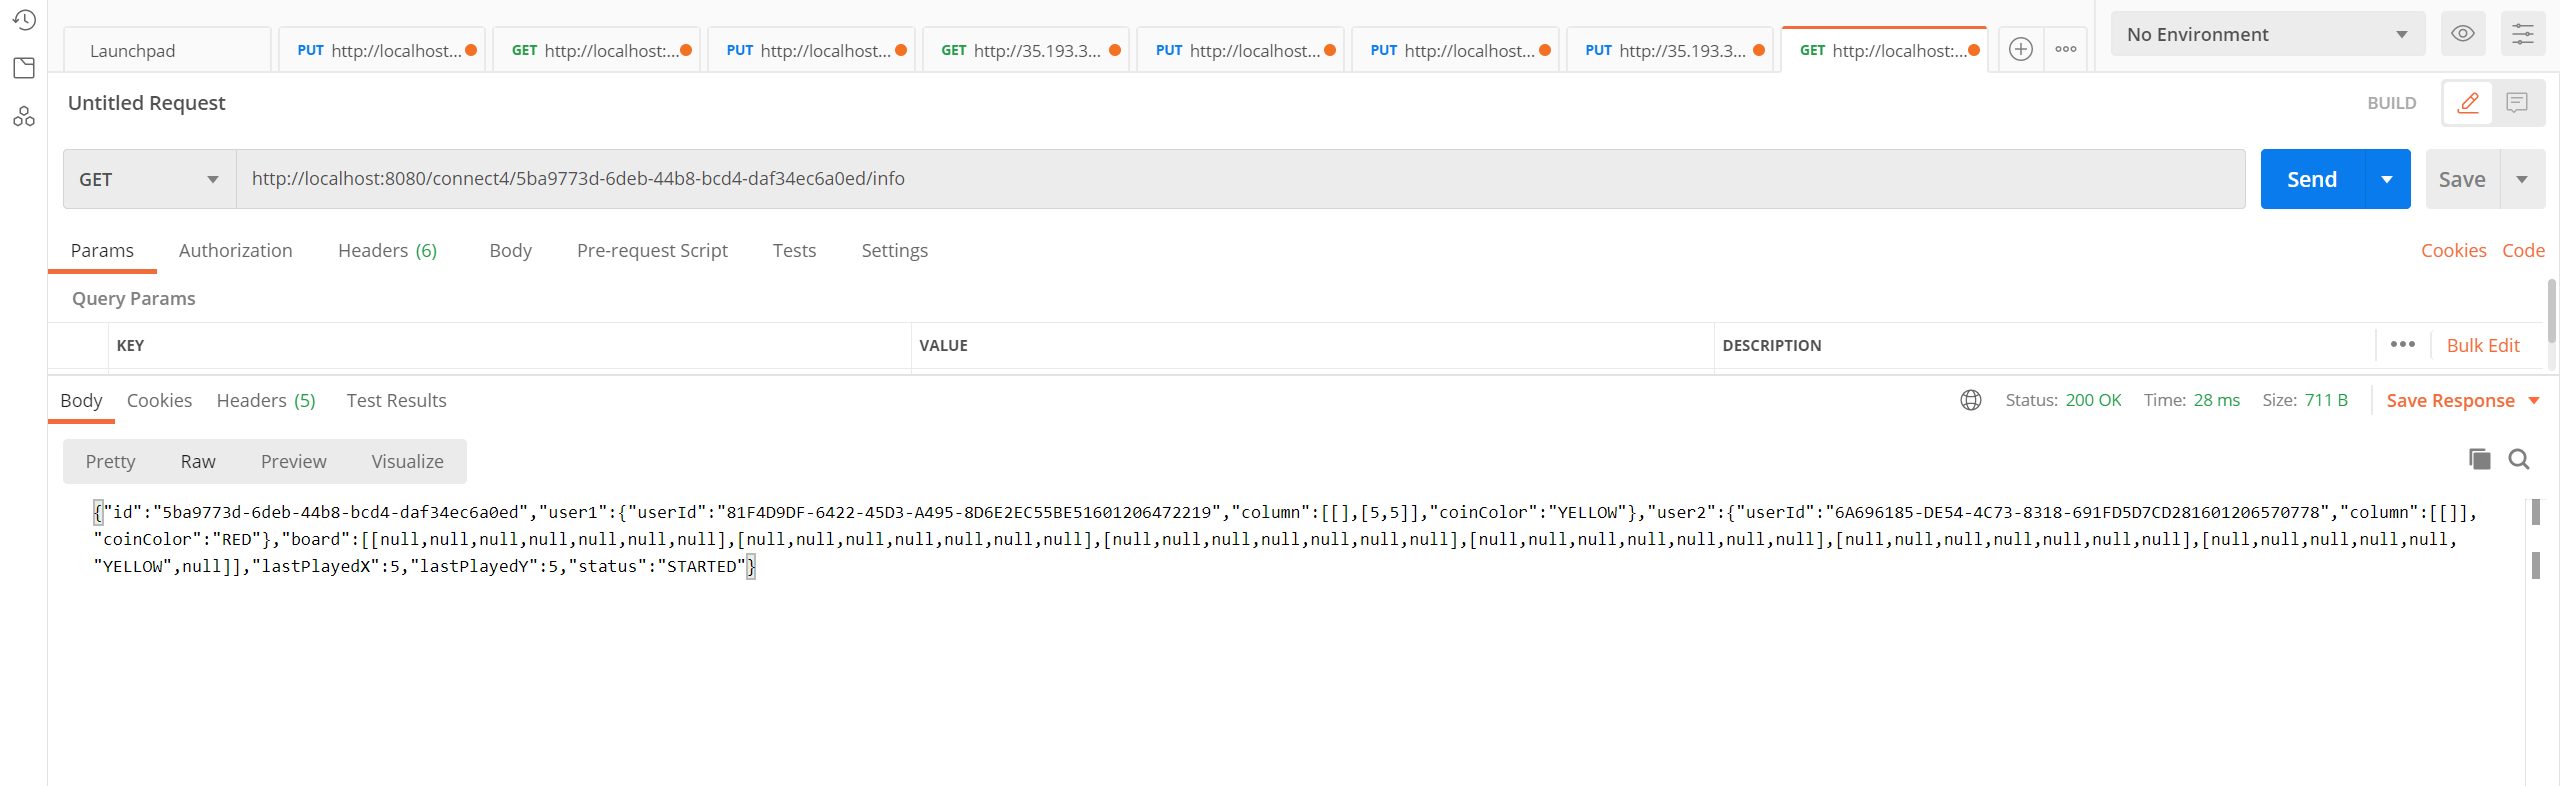 Launchpad
PUT http://localhost...
GET http://localhost:...
PUT http://localhost...
GET http://35.193.3...
PUT http://localhost...
PUT http://localhost...
PUT http://35.193.3...
GET http://localhost:...
No Environment
Untitled Request
BUILD
GET
http://localhost:8080/connect4/5ba9773d-6deb-44b8-bcd4-daf34ec6a0ed/info
Send
Save
Params Authorization Headers (6) Body Pre-request Script Tests Settings
Cookies Code
Query Params
KEY VALUE DESCRIPTION
Bulk Edit
Body Cookies Headers (5) Test Results
Status: 200 OK Time: 28 ms Size: 711 B
Save Response
Pretty Raw Preview Visualize
{"id":"5ba9773d-6deb-44b8-bcd4-daf34ec6a0ed","user1":{"userId":"81F4D9DF-6422-45D3-A495-8D6E2EC55BE51601206472219","column":[[],[5,5]],"coinColor":"YELLOW"},"user2":{"userId":"6A696185-DE54-4C73-8318-691FD5D7CD281601206570778","column":[[]],
"coinColor":"RED"},"board":[[null,null,null,null,null,null,null],[null,null,null,null,null,null,null],[null,null,null,null,null,null,null],[null,null,null,null,null,null,null],[null,null,null,null,null,null,null],[null,null,null,null,null,
"YELLOW",null]],"lastPlayedX":5,"lastPlayedY":5,"status":"STARTED"}